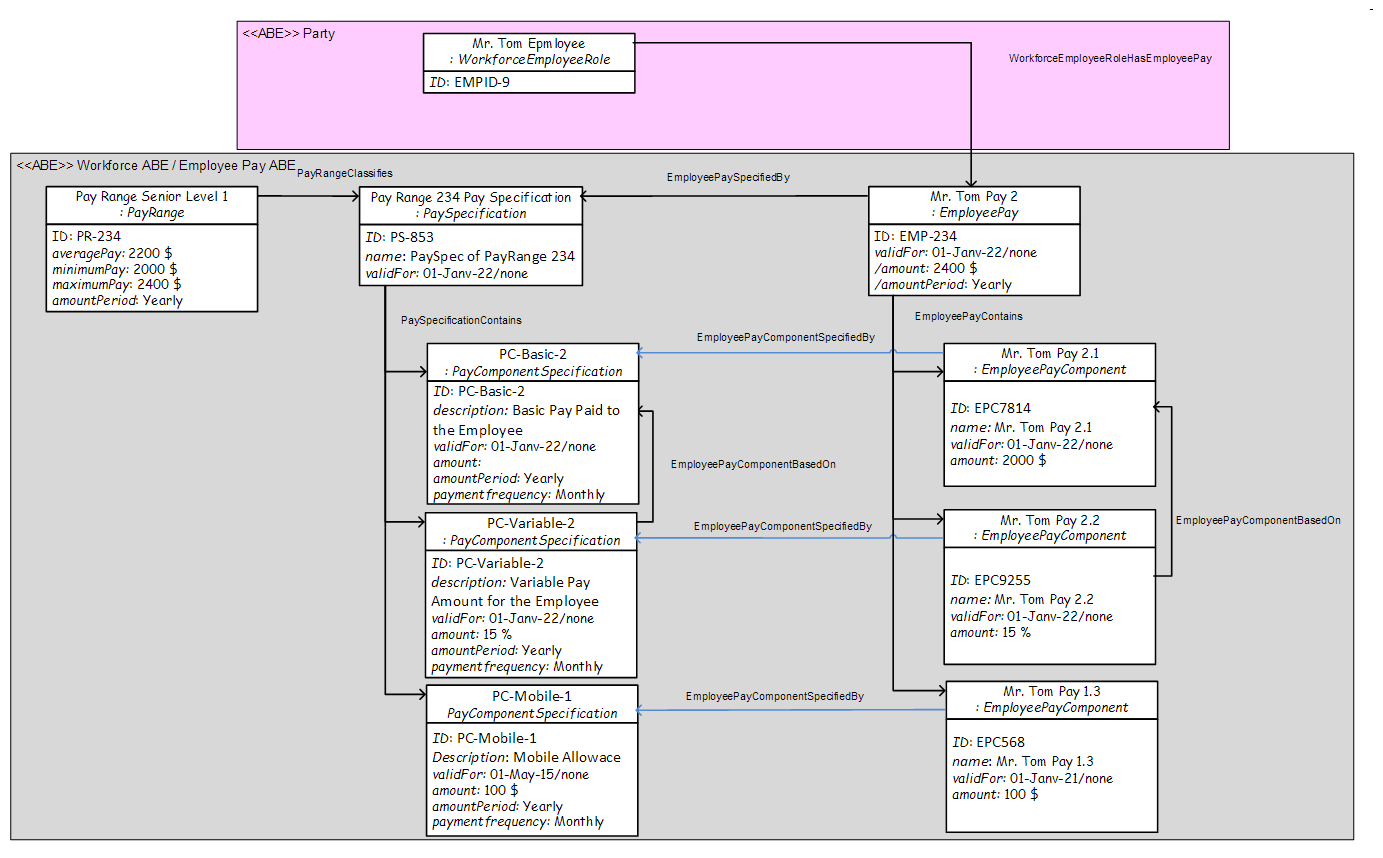 <<ABE>> Party
Mr. Tom Epmloyee
: WorkforceEmployeeRole
ID: EMPID-9
WorkforceEmployeeRoleHasEmployeePay
<<ABE>> Workforce ABE / Employee Pay ABE
PayRangeClassifies
EmployeePaySpecifiedBy
Pay Range Senior Level 1
: PayRange
ID: PR-234
averagePay: 2200 $
minimumPay: 2000 $
maximumPay: 2400 $
amountPeriod: Yearly
Pay Range 234 Pay Specification
: PaySpecification
ID: PS-853
name: PaySpec of PayRange 234
validFor: 01-Janv-22/none
Mr. Tom Pay 2
: EmployeePay
ID: EMP-234
validFor: 01-Janv-22/none
/amount: 2400 $
/amountPeriod: Yearly
PaySpecificationContains
EmployeePayContains
EmployeePayComponentSpecifiedBy
PC-Basic-2
: PayComponentSpecification
ID: PC-Basic-2
description: Basic Pay Paid to
the Employee
validFor: 01-Janv-22/none
amount:
amountPeriod: Yearly
paymentfrequency: Monthly
Mr. Tom Pay 2.1
: EmployeePayComponent
ID: EPC7814
name: Mr. Tom Pay 2.1
validFor: 01-Janv-22/none
amount: 2000 $
EmployeePayComponentBasedOn
EmployeePayComponentSpecifiedBy
EmployeePayComponentBasedOn
PC-Variable-2
: PayComponentSpecification
ID: PC-Variable-2
description: Variable Pay
Amount for the Employee
validFor: 01-Janv-22/none
amount: 15 %
amountPeriod: Yearly
paymentfrequency: Monthly
Mr. Tom Pay 2.2
: EmployeePayComponent
ID: EPC9255
name: Mr. Tom Pay 2.2
validFor: 01-Janv-22/none
amount: 15 %
EmployeePayComponentSpecifiedBy
PC-Mobile-1
PayComponentSpecification
ID: PC-Mobile-1
Description: Mobile Allowace
validFor: 01-May-15/none
amount: 100 $
amountPeriod: Yearly
paymentfrequency: Monthly
Mr. Tom Pay 1.3
: EmployeePayComponent
ID: EPC568
name: Mr. Tom Pay 1.3
validFor: 01-Janv-21/none
amount: 100 $